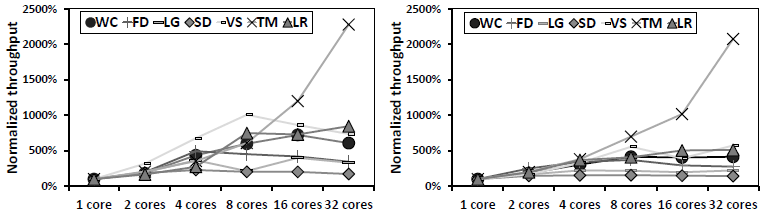 Normalized throughput
2500%
2000%
1500%
1000%
500%
0%
WC FD LG SD VS TM LR
1 core 2 cores 4 cores 8 cores 16 cores 32 cores
Normalized throughput
2500%
2000%
1500%
1000%
500%
0%
WC FD LG SD VS TM LR
1 core 2 cores 4 cores 8 cores 16 cores 32 cores